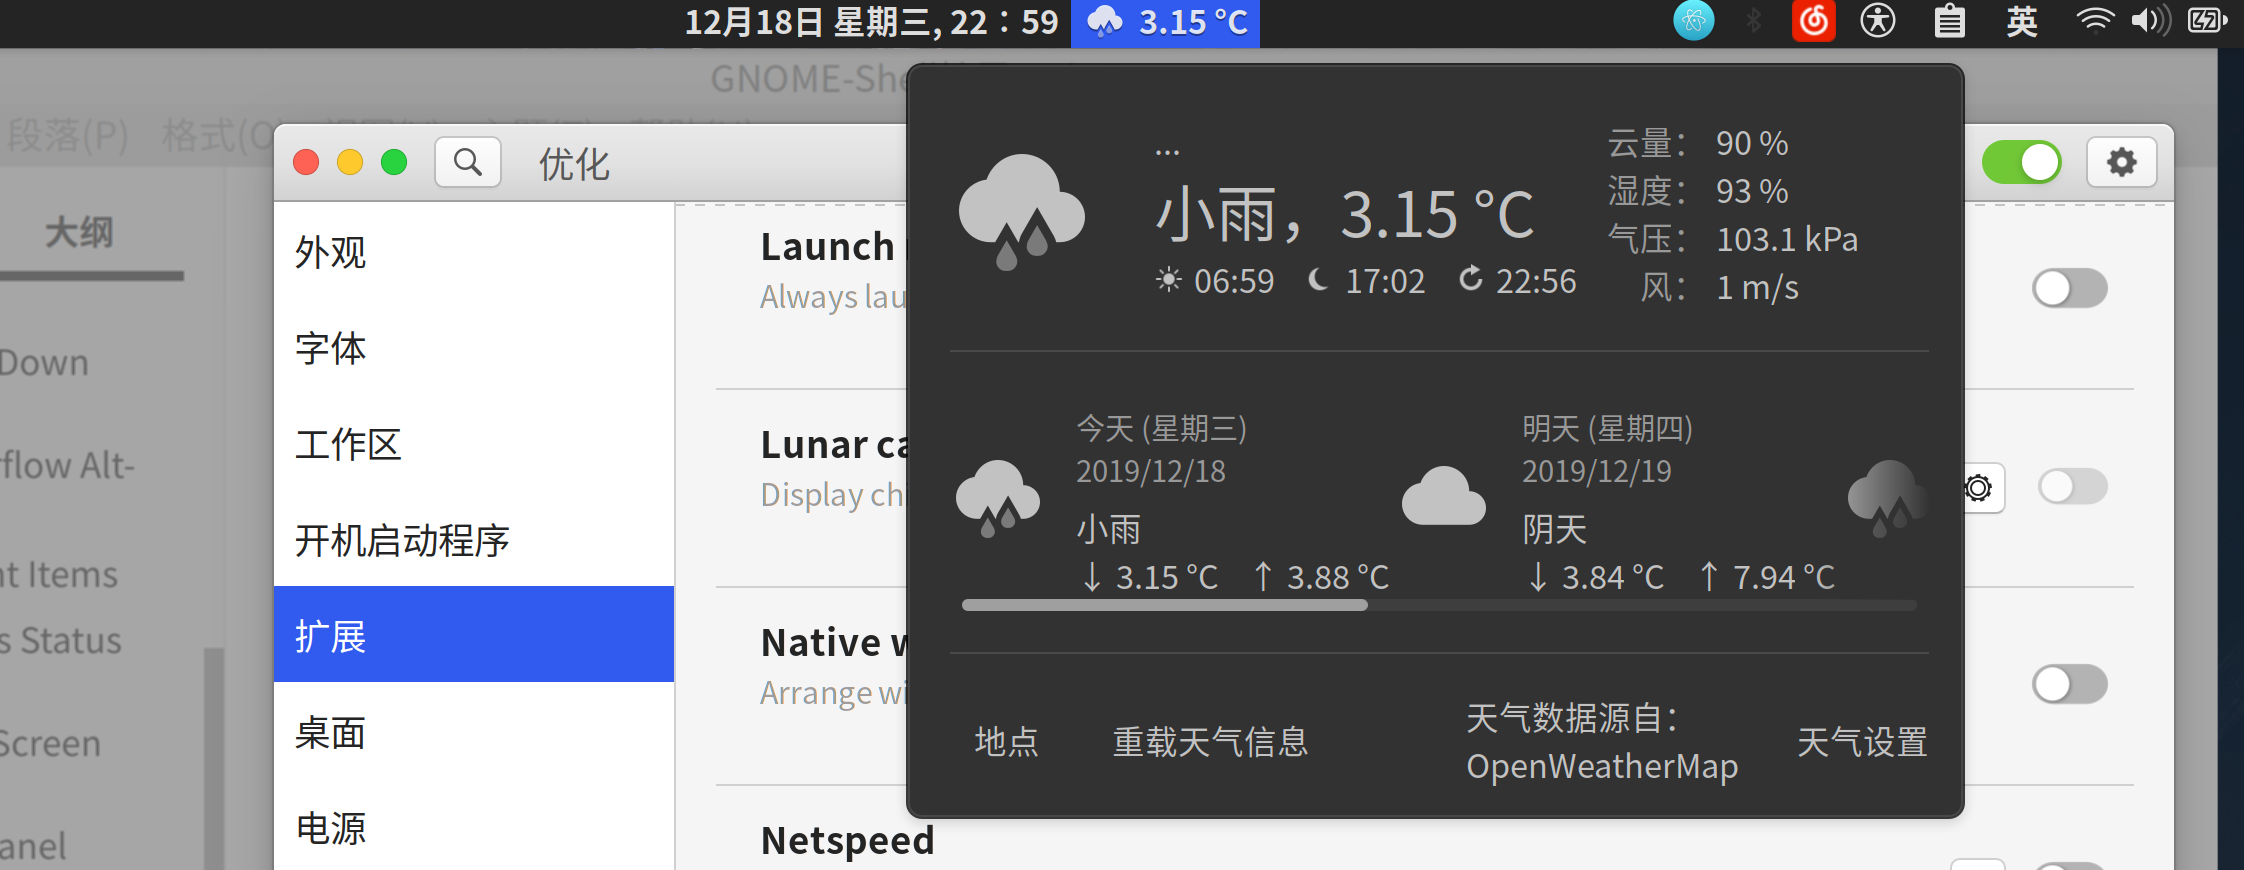 12月18日 星期三, 22：59
3.15 °C
英
GNOME-She
段落(P) 格式(O
大纲
Down
rflow Alt-
nt Items
s Status
Screen
anel
优化
外观
字体
工作区
开机启动程序
扩展
桌面
电源
Launch
Always lau
Lunar ca
Display chi
Native w
Arrange wi
Netspeed
...
小雨，3.15 °C
06:59 17:02 22:56
云量： 90 %
湿度： 93 %
气压： 103.1 kPa
风： 1 m/s
今天 (星期三)
2019/12/18
小雨
↓ 3.15 °C ↑ 3.88 °C
明天 (星期四)
2019/12/19
阴天
↓ 3.84 °C ↑ 7.94 °C
地点
重载天气信息
天气数据源自：
OpenWeatherMap
天气设置